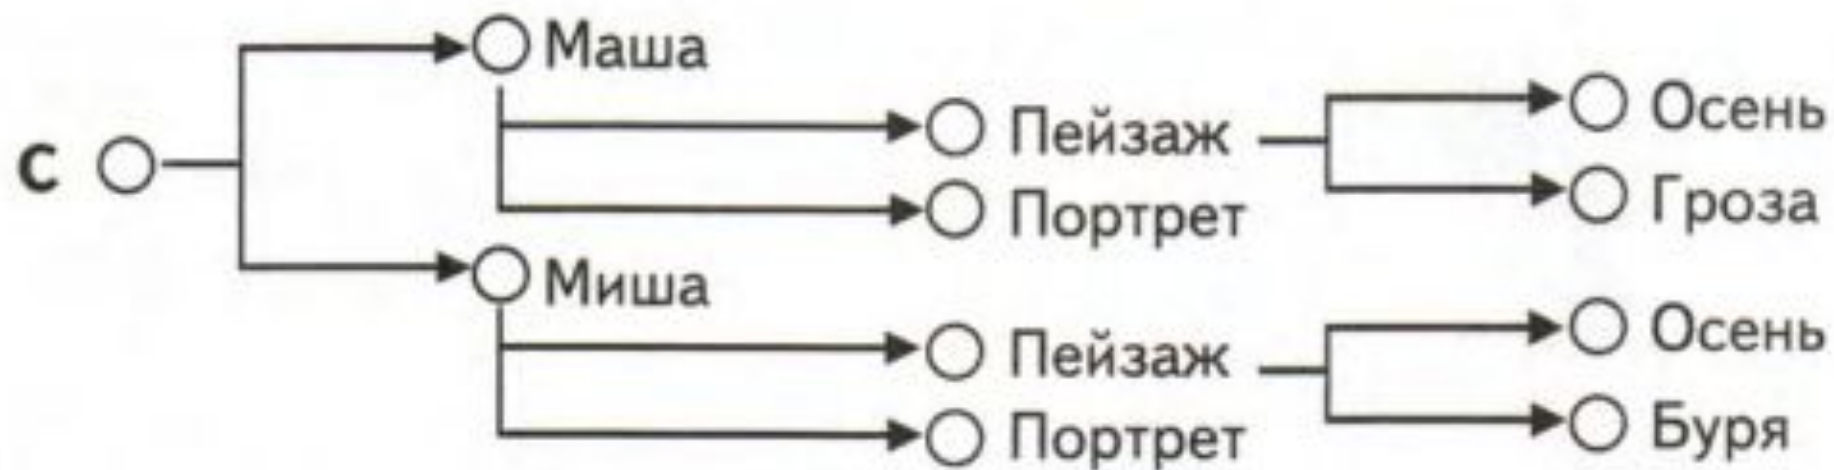 Маша
Осень
Пейзаж
С
Гроза
Портрет
Миша
Осень
Пейзаж
Буря
Портрет